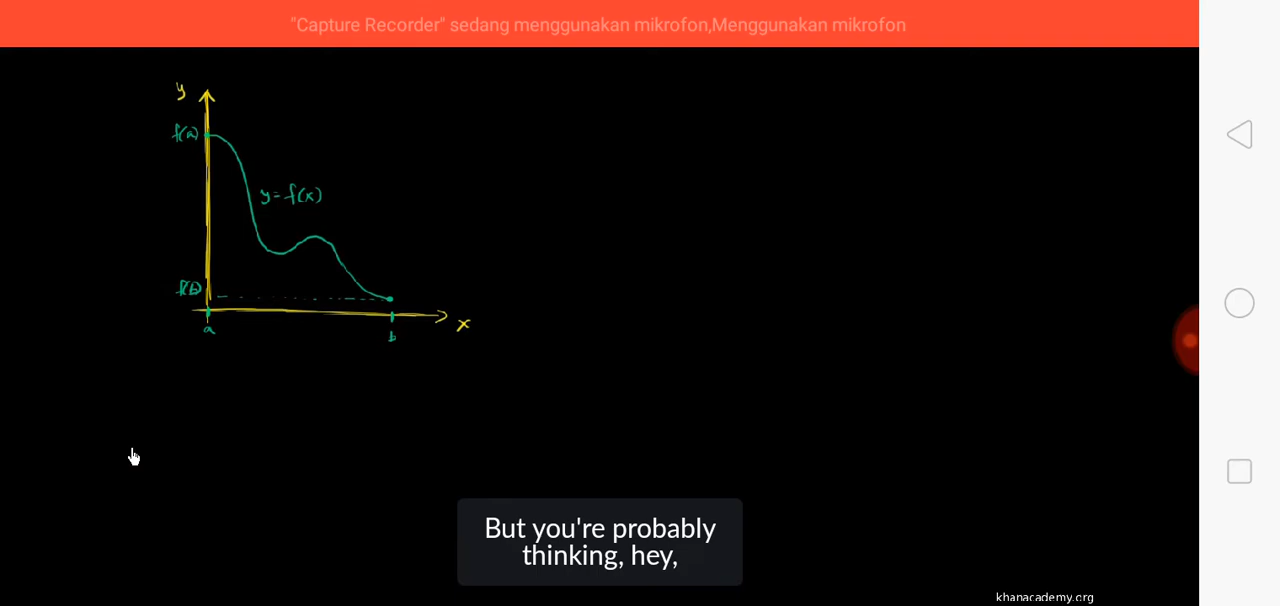 "Capture Recorder" sedang menggunakan mikrofon,Menggunakan mikrofon
y
f(a)
y=f(x)
f(b)
a
b
x
But you're probably
thinking, hey,
khanacademy.org